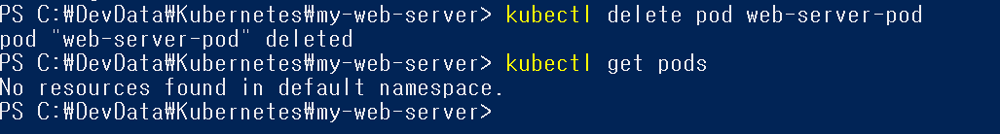 PS C:₩DevData₩Kubernetes₩my-web-server> kubectl delete pod web-server-pod
pod "web-server-pod" deleted
PS C:₩DevData₩Kubernetes₩my-web-server> kubectl get pods
No resources found in default namespace.
PS C:₩DevData₩Kubernetes₩my-web-server>